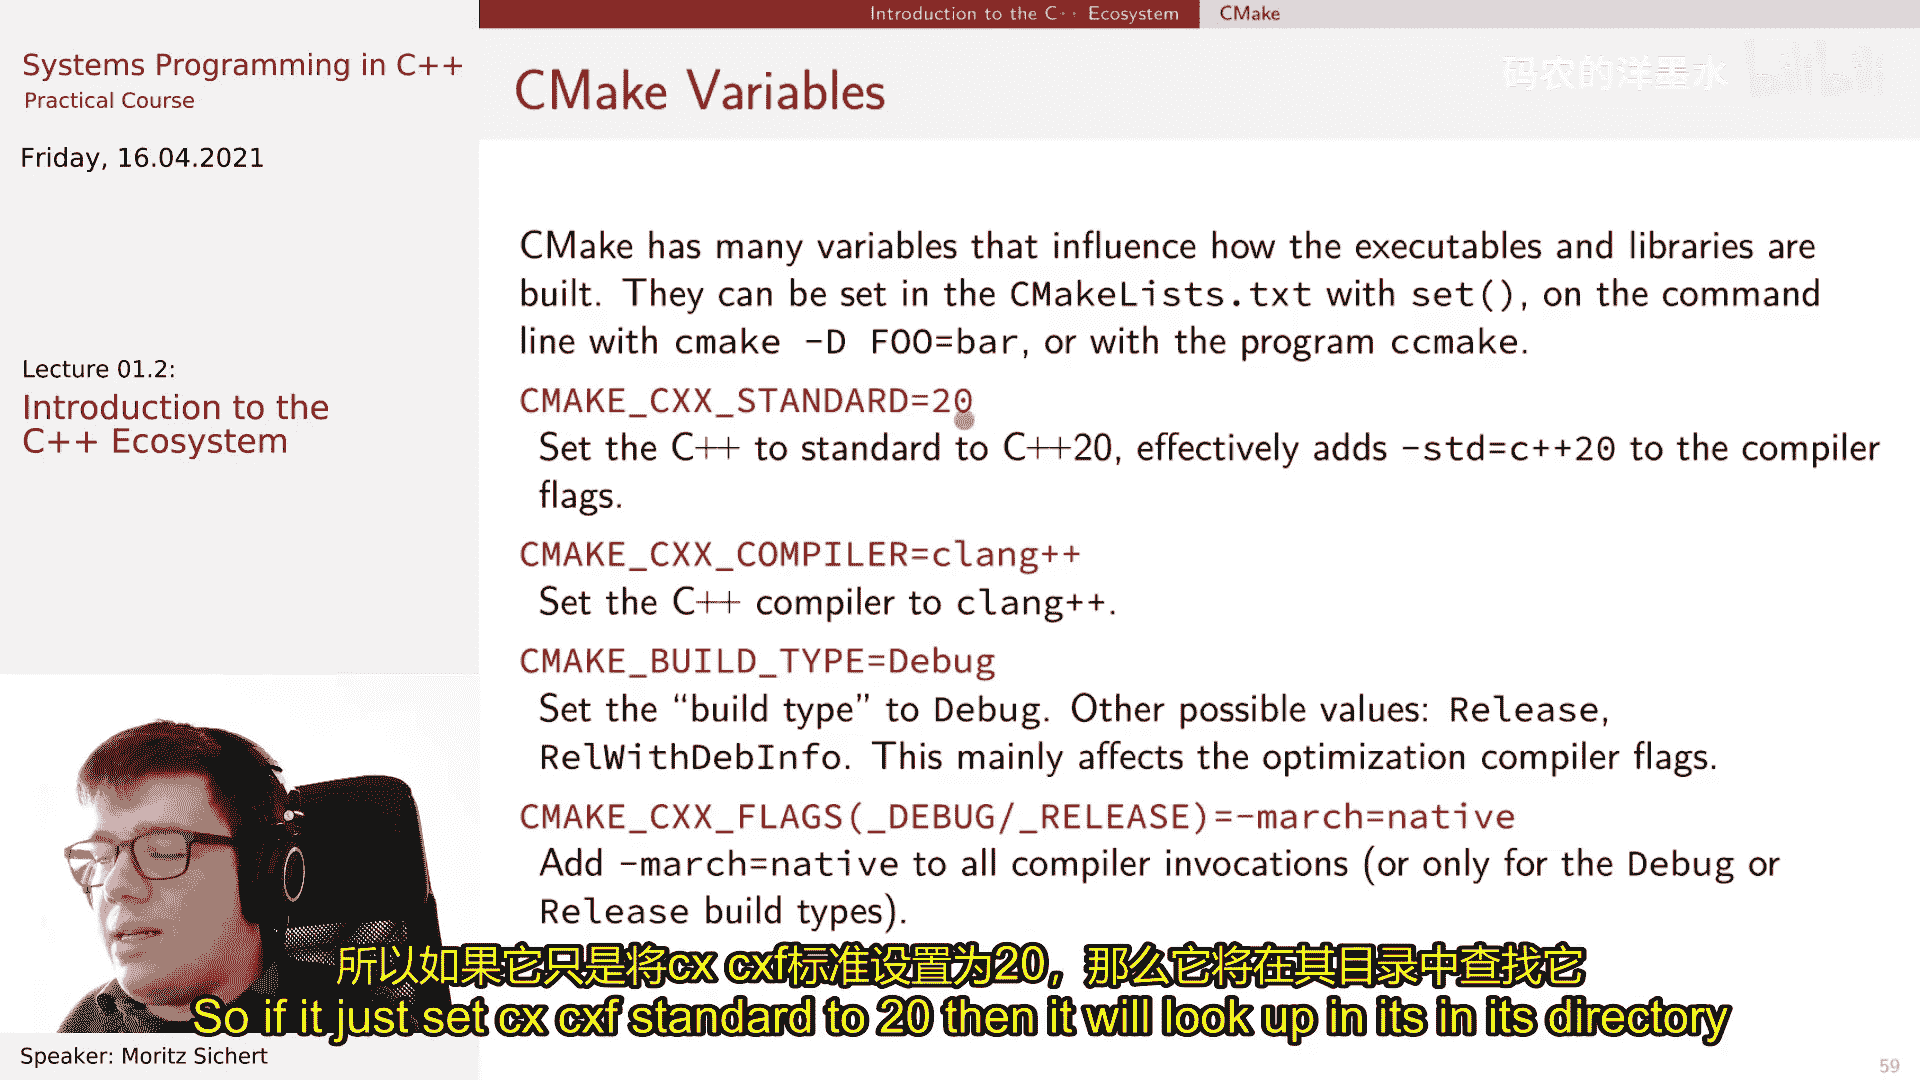 Introduction to the C++ Ecosystem CMake
Systems Programming in C++
Practical Course
Friday, 16.04.2021
Lecture 01.2:
Introduction to the
C++ Ecosystem
CMake Variables
码农的洋墨水 bilibili
CMake has many variables that influence how the executables and libraries are
built. They can be set in the CMakeLists.txt with set(), on the command
line with cmake -D FOO=bar, or with the program ccmake.
CMAKE_CXX_STANDARD=20
Set the C++ to standard to C++20, effectively adds -std=c++20 to the compiler
flags.
CMAKE_CXX_COMPILER=clang++
Set the C++ compiler to clang++.
CMAKE_BUILD_TYPE=Debug
Set the “build type” to Debug. Other possible values: Release,
RelWithDebInfo. This mainly affects the optimization compiler flags.
CMAKE_CXX_FLAGS(_DEBUG/_RELEASE)=-march=native
Add -march=native to all compiler invocations (or only for the Debug or
Release build types).
所以如果它只是将cx cxf标准设置为20，那么它将在其目录中查找它
So if it just set cx cxf standard to 20 then it will look up in its in its directory
Speaker: Moritz Sichert
59